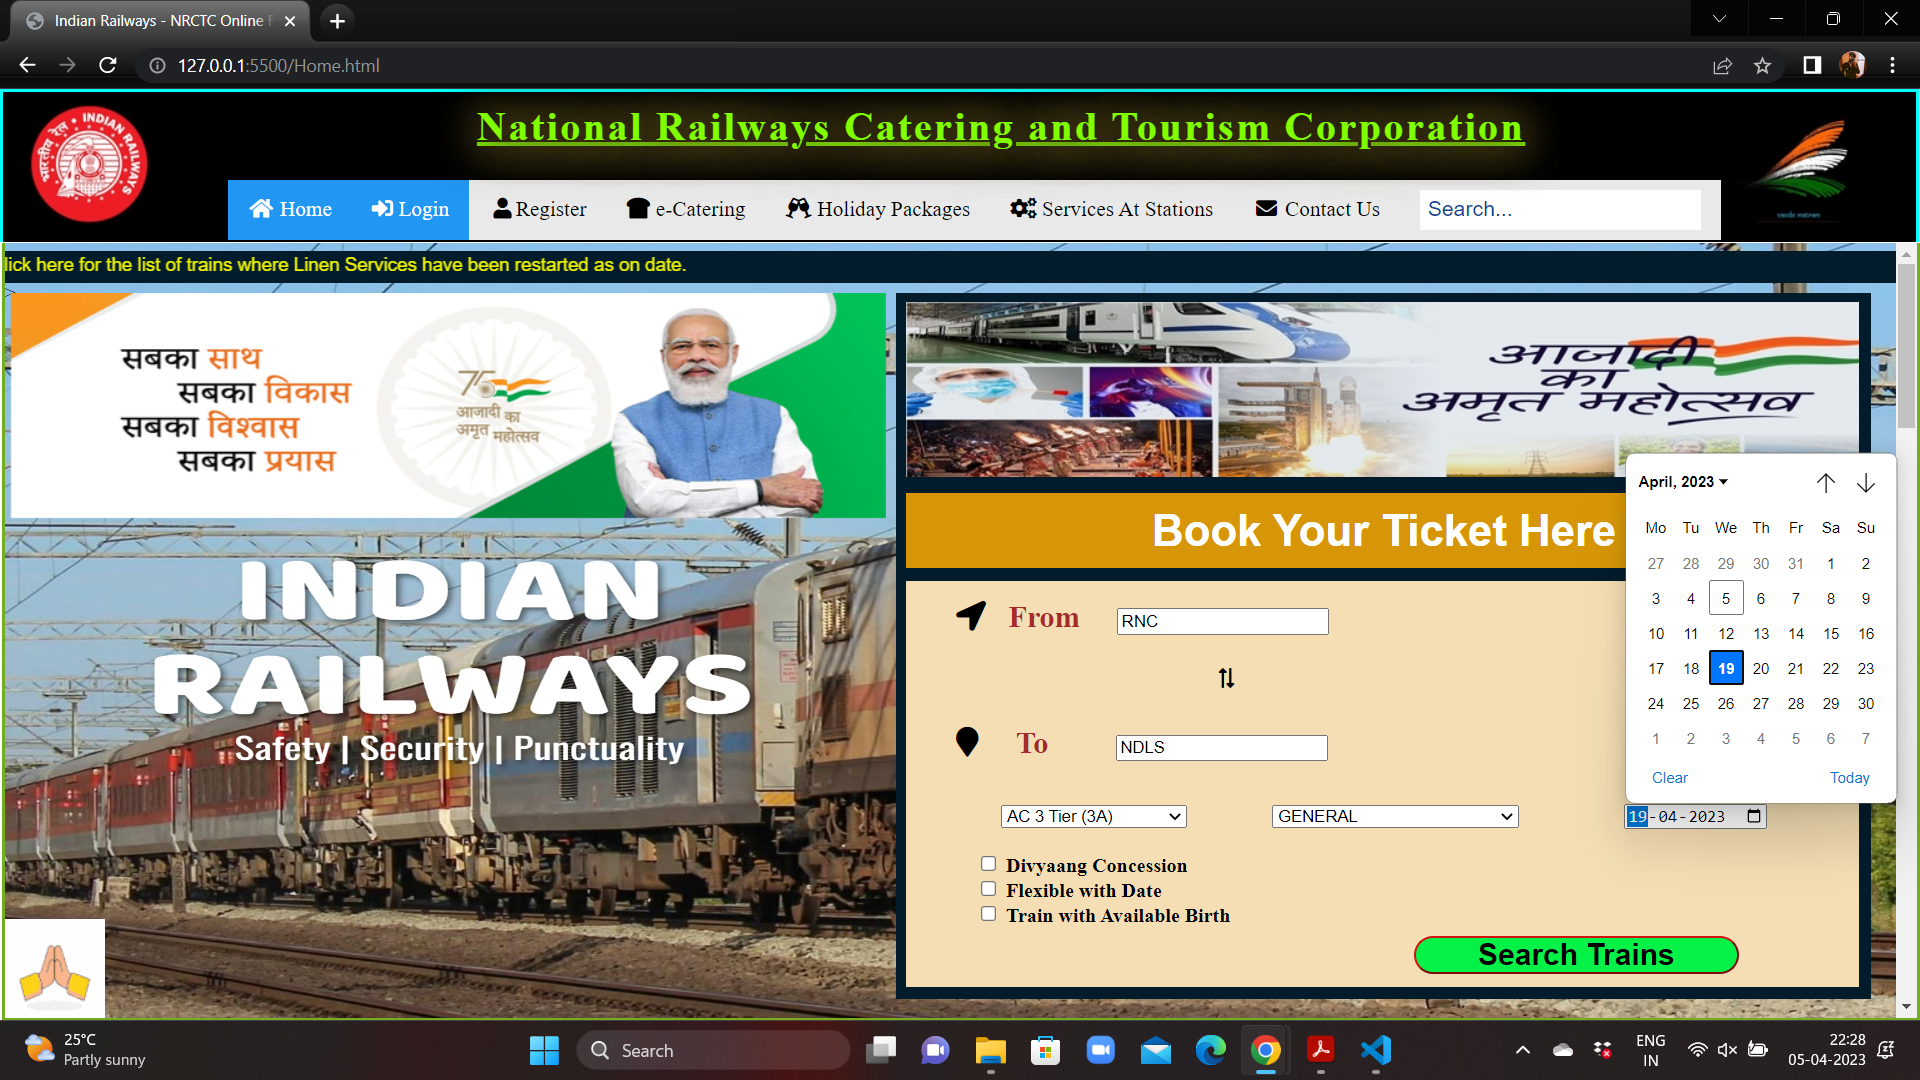 Indian Railways - NRCTC Online
127.0.0.1:5500/Home.html
भारतीय रेल • INDIAN RAILWAYS
National Railways Catering and Tourism Corporation
Home Login Register e-Catering Holiday Packages Services At Stations Contact Us Search...
lick here for the list of trains where Linen Services have been restarted as on date.
सबका साथ
सबका विकास
सबका विश्वास
सबका प्रयास
75
आज़ादी का
अमृत महोत्सव
आज़ादी
का
अमृत महोत्सव
INDIAN
RAILWAYS
Safety | Security | Punctuality
Book Your Ticket Here
From RNC
To NDLS
AC 3 Tier (3A) GENERAL 19-04-2023
Divyaang Concession
Flexible with Date
Train with Available Birth
Search Trains
April, 2023
Mo Tu We Th Fr Sa Su
27 28 29 30 31 1 2
3 4 5 6 7 8 9
10 11 12 13 14 15 16
17 18 19 20 21 22 23
24 25 26 27 28 29 30
1 2 3 4 5 6 7
Clear Today
25°C
Partly sunny
Search
ENG
IN
22:28
05-04-2023